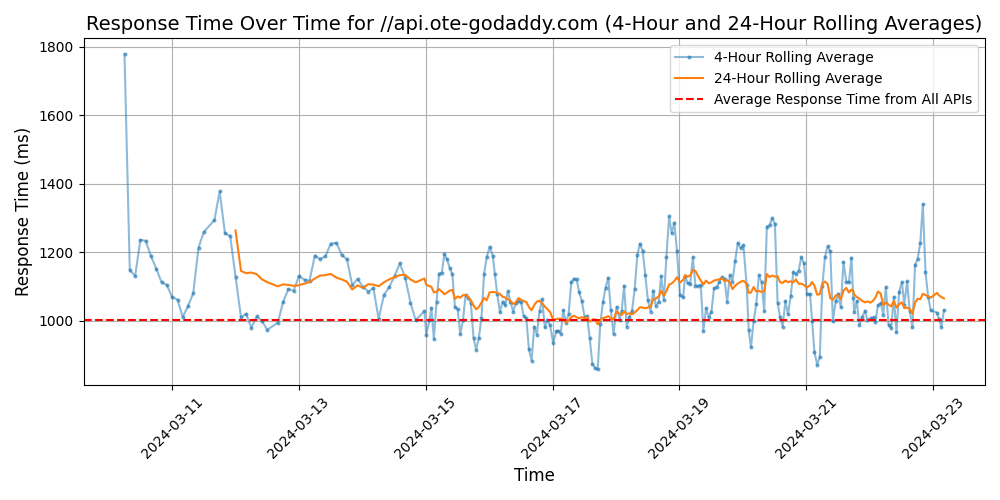 Response Time Over Time for //api.ote-godaddy.com (4-Hour and 24-Hour Rolling Averages)
4-Hour Rolling Average
24-Hour Rolling Average
Average Response Time from All APIs
Response Time (ms)
1800
1600
1400
1200
1000
2024-03-11
2024-03-13
2024-03-15
2024-03-17
2024-03-19
2024-03-21
2024-03-23
Time